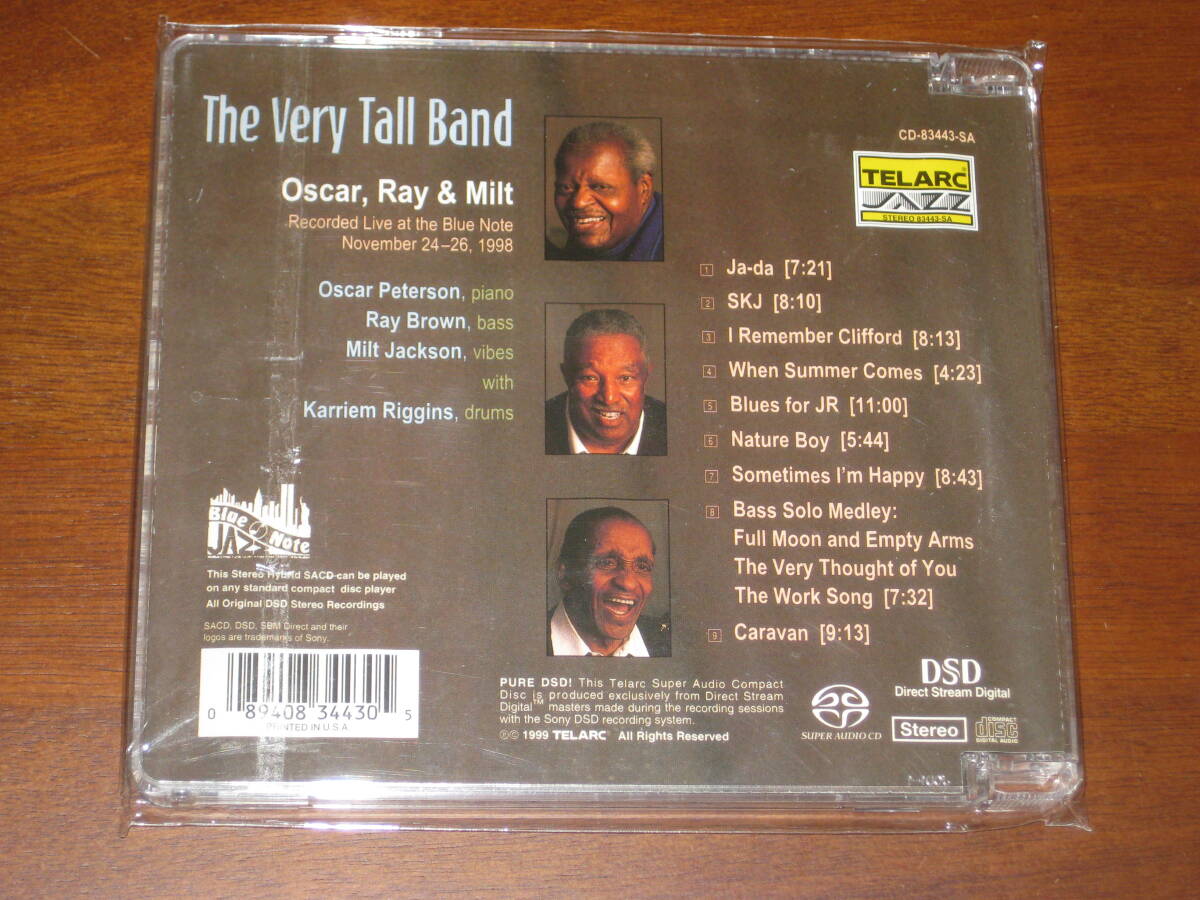 The Very Tall Band
Oscar, Ray & Milt
Recorded Live at the Blue Note
November 24–26, 1998
Oscar Peterson, piano
Ray Brown, bass
Milt Jackson, vibes
with
Karriem Riggins, drums
Blue Note
JAZZ
This Stereo Hybrid SACD can be played
on any standard compact disc player
All Original DSD Stereo Recordings
SACD, DSD, SBM Direct and their
logos are trademarks of Sony.
0 89408 34430 5
PRINTED IN U.S.A.
CD-83443-SA
TELARC®
JAZZ
STEREO 83443-SA
1 Ja-da [7:21]
2 SKJ [8:10]
3 I Remember Clifford [8:13]
4 When Summer Comes [4:23]
5 Blues for JR [11:00]
6 Nature Boy [5:44]
7 Sometimes I'm Happy [8:43]
8 Bass Solo Medley:
Full Moon and Empty Arms
The Very Thought of You
The Work Song [7:32]
9 Caravan [9:13]
PURE DSD! This Telarc Super Audio Compact
Disc is produced exclusively from Direct Stream
Digital™ masters made during the recording sessions
with the Sony DSD recording system.
℗© 1999 TELARC® All Rights Reserved
SUPER AUDIO CD
DSD
Direct Stream Digital
Stereo
COMPACT
disc
DIGITAL AUDIO